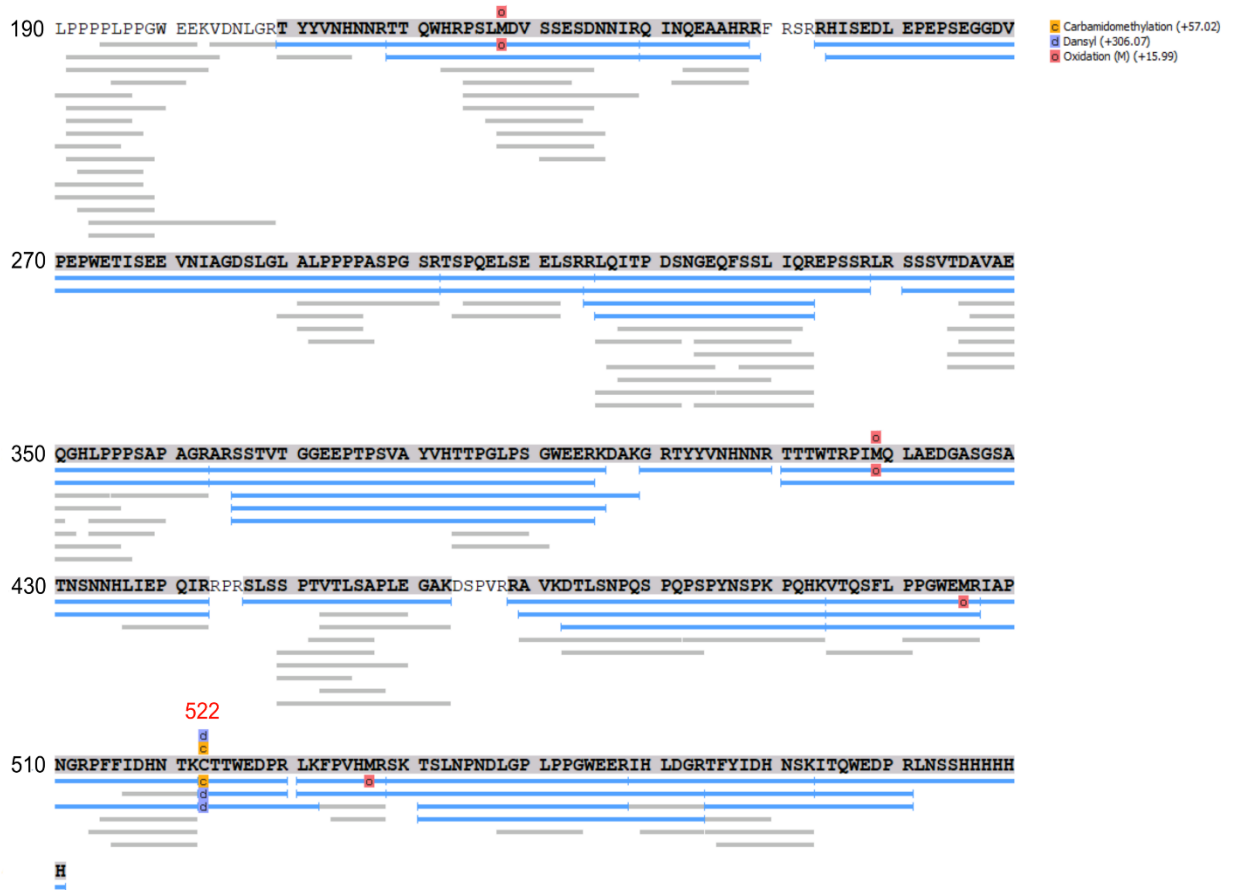 190 LPPPPLPPGW EEKVDNLGRT YYVNHNNRTT QWHRPSLMDV SSESDNNIRQ INQEAAHRRF RSRRHISEDL EPEPSEGGDV
o
o
c Carbamidomethylation (+57.02)
d Dansyl (+306.07)
o Oxidation (M) (+15.99)
270 PEPWETISEE VNIAGDSLGL ALPPPPASPG SRTSPQELSE ELSRRLQITP DSNGEQFSSL IQREPSSRLR SSSVTDAVAE
350 QGHLPPPSAP AGRARSSTVT GGEEPTPSVA YVHTTPGLPS GWEERKDAKG RTYYVNHNNR TTTWTRPIMQ LAEDGASGSA
o
o
430 TNSNNHLIEP QIRRPRSLSS PTVTLSAPLE GAKDSPVRRA VKDTLSNPQS PQPSPYNSPK PQHKVTQSFL PPGWEMRIAP
o
522
d
c
510 NGRPFFIDHN TKCTTWEDPR LKFPVHMRSK TSLNPNDLGP LPPGWEERIH LDGRTFYIDH NSKITQWEDP RLNSSHHHHH
c
o
d
d
H